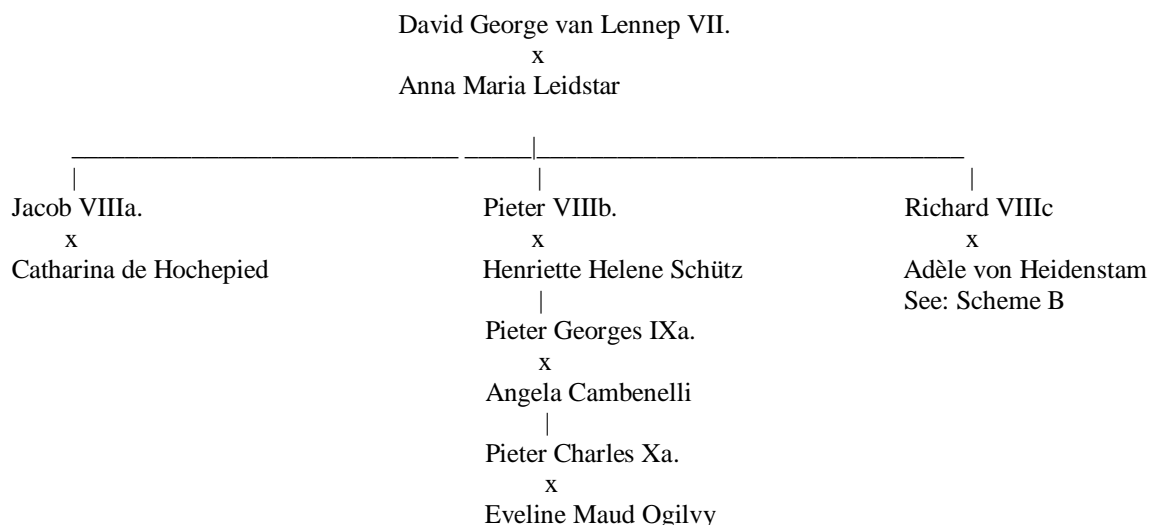 David George van Lennep VII.
x
Anna Maria Leidstar
Jacob VIIIa.
x
Catharina de Hochepied
Pieter VIIIb.
x
Henriette Helene Schütz
Pieter Georges IXa.
x
Angela Cambenelli
Pieter Charles Xa.
x
Eveline Maud Ogilvy
Richard VIIIc
x
Adèle von Heidenstam
See: Scheme B